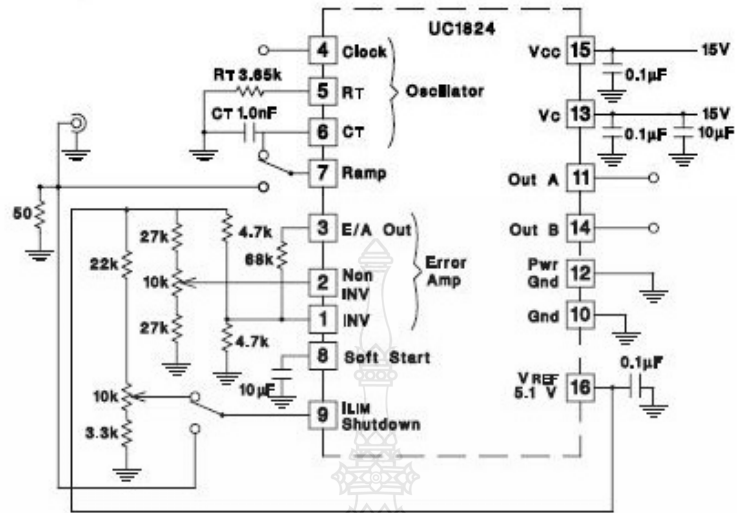 UC1824
4 Clock
RT 3.65k
5 RT
Oscillator
CT 1.0nF
6 CT
7 Ramp
50
3 E/A Out
4.7k
68k
27k
22k
10k
2 Non INV
Error Amp
27k
1 INV
4.7k
8 Soft Start
10μF
10k
9 ILIM Shutdown
3.3k
Vcc 15 15V
0.1μF
Vc 13 15V
0.1μF 10μF
Out A 11
Out B 14
Pwr Gnd 12
Gnd 10
0.1μF
VREF 5.1 V 16